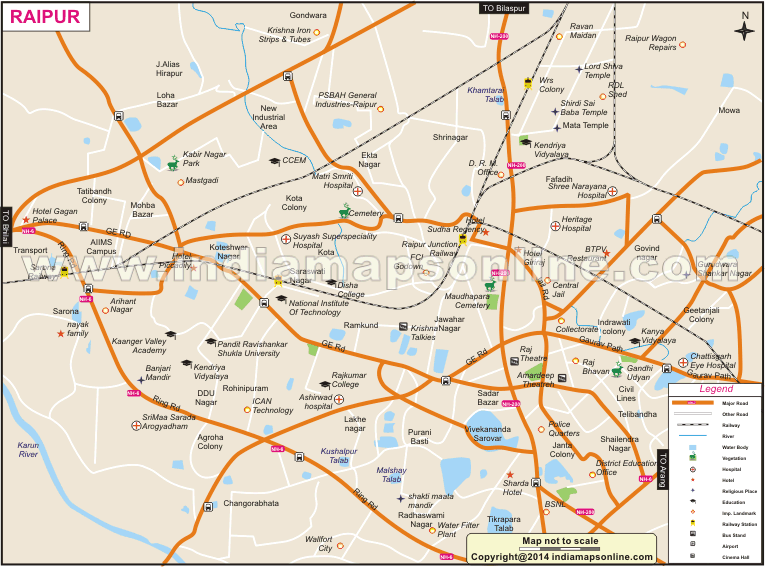 RAIPUR
TO Bilaspur
N
Gondwara
Krishna Iron
Strips & Tubes
NH-200
Ravan
Maidan
Raipur Wagon
Repairs
J.Alias
Hirapur
Lord Shiva
Temple
Wrs
Colony
Khamtarai
Talab
RDL
Loha
Bazar
PSBAH General
Industries-Raipur
Shirdi Sai
Baba Temple
Mowa
New
Industrial
Area
Mata Temple
Shrinagar
Kendriya
Vidyalaya
Kabir Nagar
Park
CCEM
Ekta
Nagar
D. R. M.
Office
NH-200
Mastgadi
Matri Smriti
Hospital
Fafadih
Shree Narayana
Hospital
Tatibandh
Colony
Mohba
Bazar
Kota
Colony
Cemetery
TO Bhilai
Hotel Gagan
Palace
Hotel
Sudha Regency
Heritage
Hospital
NH-6
GE RD
Suyash Superspeciality
Hospital
Transport
Ring Rd
AIIMS
Campus
Koteshwar
Nagar
Kota
Raipur Junction
Railway
Hotel
Giriraj
BTPV
Restaurant
Govind
nagar
Hotel
Piccadily
FCI
Godown
www.indiamapsonline.com
Sarona
Railway
Saraswati
Nagar
NH-200
Gurudwara
Shankar Nagar
Disha
College
Maudhapara
Cemetery
Jail Rd
Central
Jail
NH-6
Sarona
Arihant
Nagar
National Institute
Of Technology
Geetanjali
Colony
nayak
family
Ramkund
Krishna
Talkies
Jawahar
Nagar
Collectorate
Indrawati
colony
Kanya
Vidyalaya
Kaanger Valley
Academy
Pandit Ravishankar
Shukla University
GE Rd
GE Rd
Raj
Theatre
Gaurav Path
Banjari
Mandir
Kendriya
Vidyalaya
Raj
Bhavan
Gandhi
Udyan
Chattisgarh
Eye Hospital
Gaurav Path
Rajkumar
College
Amardeep
Theatreh
NH-6
DDU
Nagar
Rohinipuram
Sadar
Bazar
Civil
Lines
Ring Rd
ICAN
Technology
Ashirwad
hospital
NH-200
Telibandha
SriMaa Sarada
Arogyadham
Lakhe
nagar
Purani
Basti
Vivekananda
Sarovar
Police
Quarters
Agroha
Colony
Janta
Colony
Shailendra
Nagar
Karun
River
NH-6
Kushalpur
Talab
Malshay
Talab
District Education
Office
TO Arang
NH-6
Sharda
Hotel
Ring Rd
shakti maata
mandir
Changorabhata
BSNL
NH-200
Radhaswami
Nagar
Tikrapara
Talab
Water Filter
Plant
Wallfort
City
NH-6
Map not to scale
Copyright@2014 indiamapsonline.com
Legend
Major Road
Other Road
Railway
River
Water Body
Vegetation
Hospital
Hotel
Religious Place
Education
Imp. Landmark
Railway Station
Bus Stand
Airport
Cinema Hall